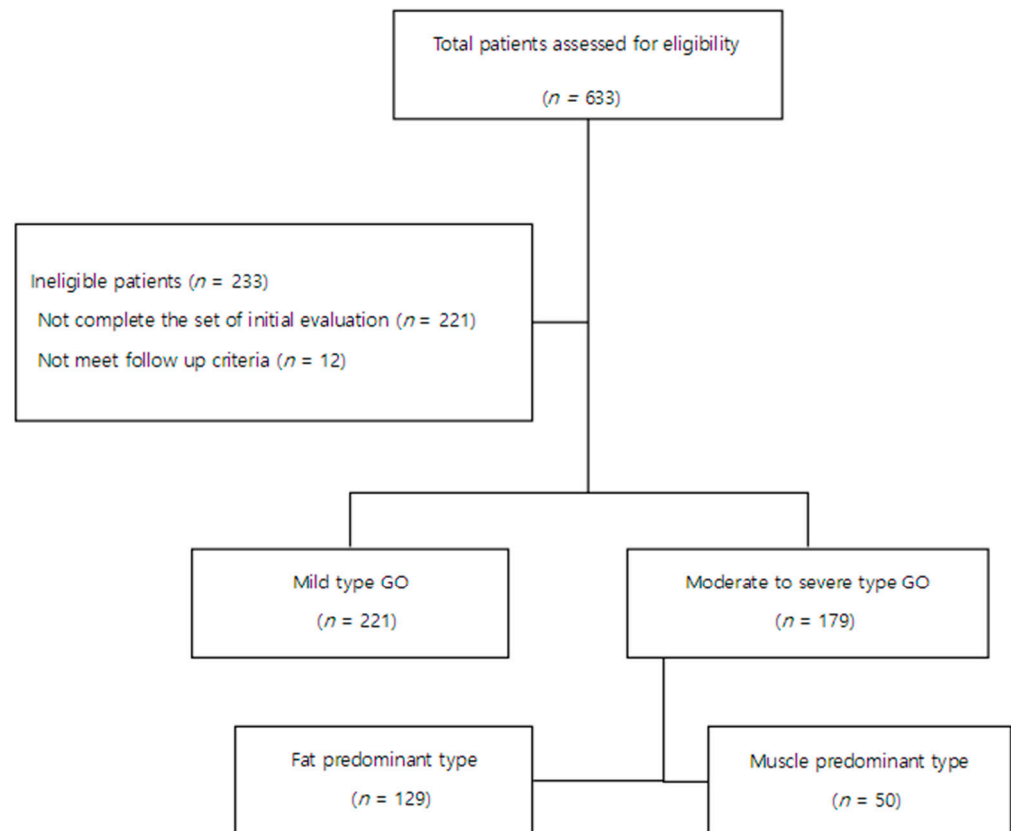 Total patients assessed for eligibility
(n = 633)
Ineligible patients (n = 233)
Not complete the set of initial evaluation (n = 221)
Not meet follow up criteria (n = 12)
Mild type GO
(n = 221)
Moderate to severe type GO
(n = 179)
Fat predominant type
(n = 129)
Muscle predominant type
(n = 50)